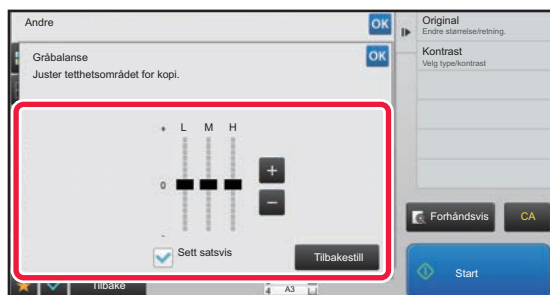 Andre
OK
Gråbalanse
OK
Juster tetthetsområdet for kopi.
+ L M H
0
+
-
-
Sett satsvis
Tilbakestill
Tilbake
4 A3
Original
Endre størrelse/retning.
Kontrast
Velg type/kontrast
Forhåndsvis
CA
Start